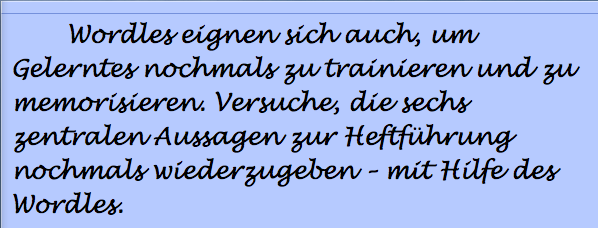 Wordles eignen sich auch, um
Gelerntes nochmals zu trainieren und zu
memorisieren. Versuche, die sechs
zentralen Aussagen zur Heftführung
nochmals wiederzugeben – mit Hilfe des
Wordles.